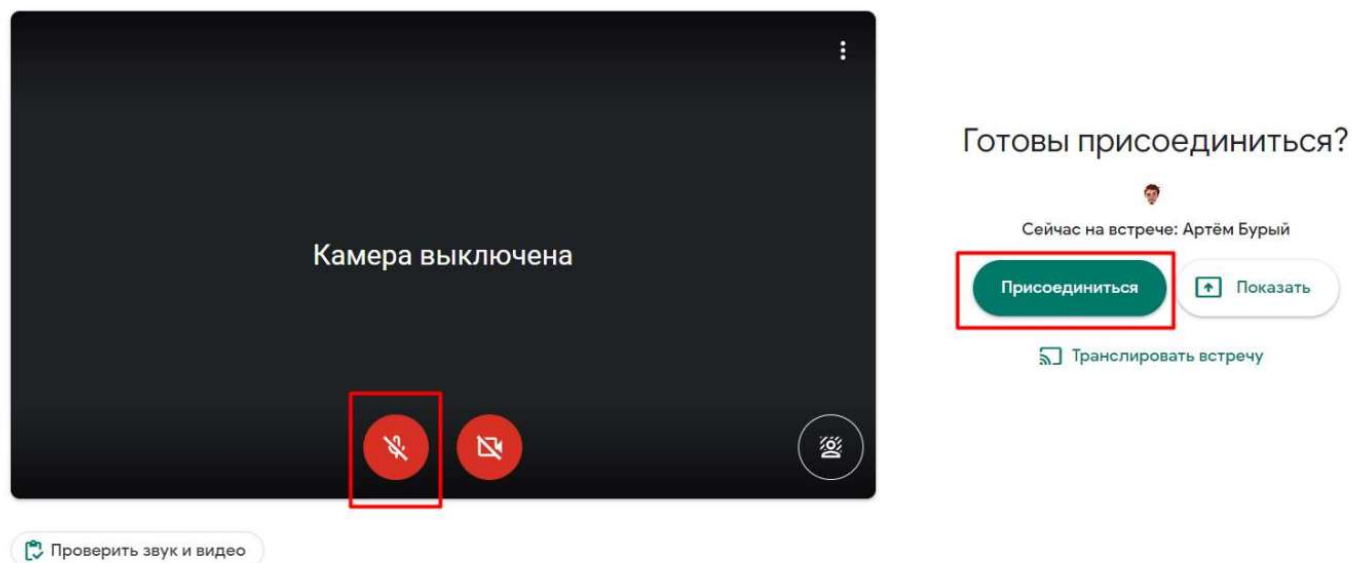 Камера выключена
Проверить звук и видео
Готовы присоединиться?
Сейчас на встрече: Артём Бурый
Присоединиться
Показать
Транслировать встречу